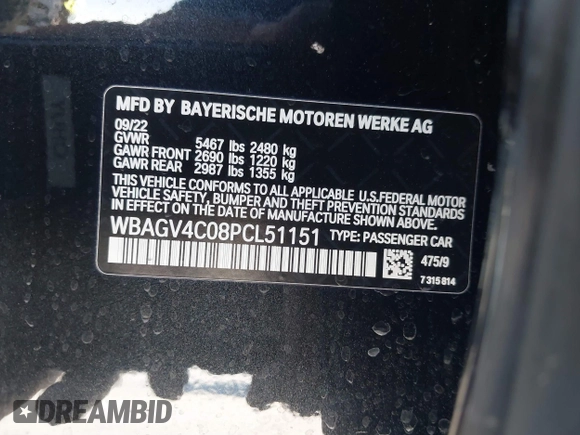 MFD BY BAYERISCHE MOTOREN WERKE AG
09/22
GVWR 5467 lbs 2480 kg
GAWR FRONT 2690 lbs 1220 kg
GAWR REAR 2987 lbs 1355 kg
THIS VEHICLE CONFORMS TO ALL APPLICABLE U.S.FEDERAL MOTOR
VEHICLE SAFETY, BUMPER AND THEFT PREVENTION STANDARDS
IN EFFECT ON THE DATE OF MANUFACTURE SHOWN ABOVE.
WBAGV4C08PCL51151 TYPE: PASSENGER CAR
475/9
7315814
DREAMBID